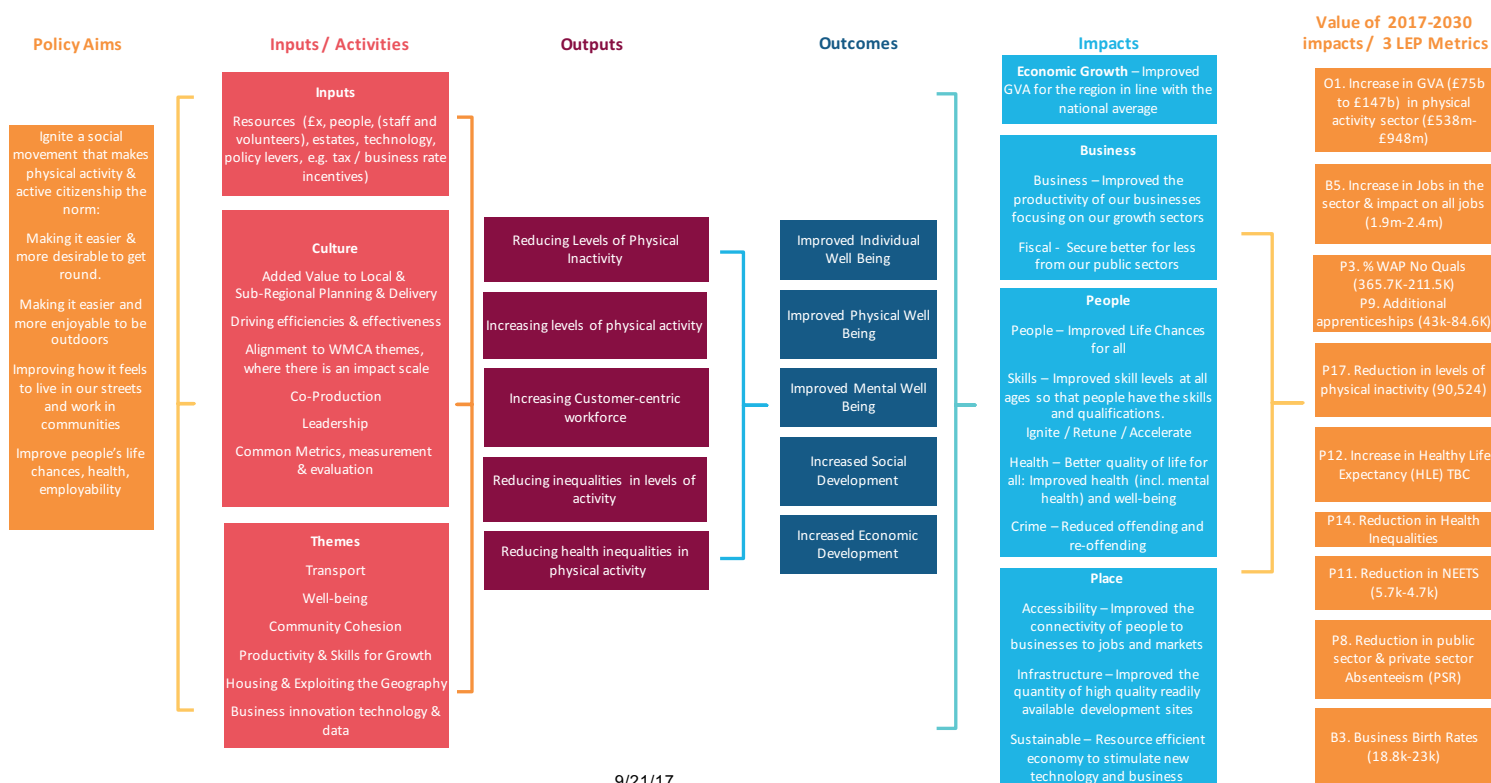 Policy Aims
Ignite a social
movement that makes
physical activity &
active citizenship the
norm:
Making it easier &
more desirable to get
round.
Making it easier and
more enjoyable to be
outdoors
Improving how it feels
to live in our streets
and work in
communities
Improve people's life
chances, health,
employability
Inputs / Activities
Inputs
Resources (£x, people, (staff and
volunteers), estates, technology,
policy levers, e.g. tax / business rate
incentives)
Culture
Added Value to Local &
Sub-Regional Planning & Delivery
Driving efficiencies & effectiveness
Alignment to WMCA themes,
where there is an impact scale
Co-Production
Leadership
Common Metrics, measurement
& evaluation
Themes
Transport
Well-being
Community Cohesion
Productivity & Skills for Growth
Housing & Exploiting the Geography
Business innovation technology &
data
Outputs
Reducing Levels of Physical
Inactivity
Increasing levels of physical activity
Increasing Customer-centric
workforce
Reducing inequalities in levels of
activity
Reducing health inequalities in
physical activity
Outcomes
Improved Individual
Well Being
Improved Physical Well
Being
Improved Mental Well
Being
Increased Social
Development
Increased Economic
Development
Impacts
Economic Growth – Improved
GVA for the region in line with the
national average
Business
Business – Improved the
productivity of our businesses
focusing on our growth sectors
Fiscal - Secure better for less
from our public sectors
People
People – Improved Life Chances
for all
Skills – Improved skill levels at all
ages so that people have the skills
and qualifications.
Ignite / Retune / Accelerate
Health – Better quality of life for
all: Improved health (incl. mental
health) and well-being
Crime – Reduced offending and
re-offending
Place
Accessibility – Improved the
connectivity of people to
businesses to jobs and markets
Infrastructure – Improved the
quantity of high quality readily
available development sites
Sustainable – Resource efficient
economy to stimulate new
technology and business
Value of 2017-2030
impacts / 3 LEP Metrics
O1. Increase in GVA (£75b
to £147b) in physical
activity sector (£538m-
£948m)
B5. Increase in Jobs in the
sector & impact on all jobs
(1.9m-2.4m)
P3. % WAP No Quals
(365.7K-211.5K)
P9. Additional
apprenticeships (43k-84.6K)
P17. Reduction in levels of
physical inactivity (90,524)
P12. Increase in Healthy Life
Expectancy (HLE) TBC
P14. Reduction in Health
Inequalities
P11. Reduction in NEETS
(5.7k-4.7k)
P8. Reduction in public
sector & private sector
Absenteeism (PSR)
B3. Business Birth Rates
(18.8k-23k)
9/21/17